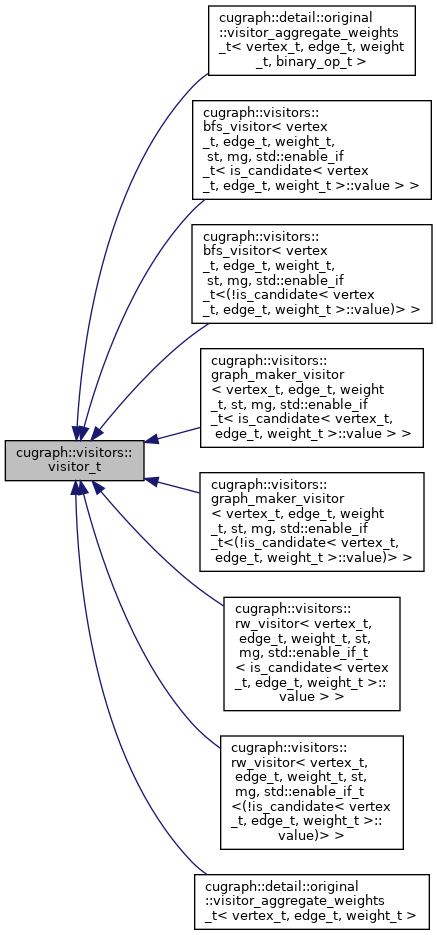 cugraph::detail::original
::visitor_aggregate_weights
_t< vertex_t, edge_t, weight
_t, binary_op_t >
cugraph::visitors::
bfs_visitor< vertex
_t, edge_t, weight_t,
st, mg, std::enable_if
_t< is_candidate< vertex
_t, edge_t, weight_t >::value > >
cugraph::visitors::
bfs_visitor< vertex
_t, edge_t, weight_t,
st, mg, std::enable_if
_t<(!is_candidate< vertex
_t, edge_t, weight_t >::value)> >
cugraph::visitors::
graph_maker_visitor
< vertex_t, edge_t, weight
_t, st, mg, std::enable_if
_t< is_candidate< vertex_t,
edge_t, weight_t >::value > >
cugraph::visitors::
visitor_t
cugraph::visitors::
graph_maker_visitor
< vertex_t, edge_t, weight
_t, st, mg, std::enable_if
_t<(!is_candidate< vertex_t,
edge_t, weight_t >::value)> >
cugraph::visitors::
rw_visitor< vertex_t,
edge_t, weight_t, st,
mg, std::enable_if_t
< is_candidate< vertex
_t, edge_t, weight_t >::
value > >
cugraph::visitors::
rw_visitor< vertex_t,
edge_t, weight_t, st,
mg, std::enable_if_t
<(!is_candidate< vertex
_t, edge_t, weight_t >::
value)> >
cugraph::detail::original
::visitor_aggregate_weights
_t< vertex_t, edge_t, weight_t >